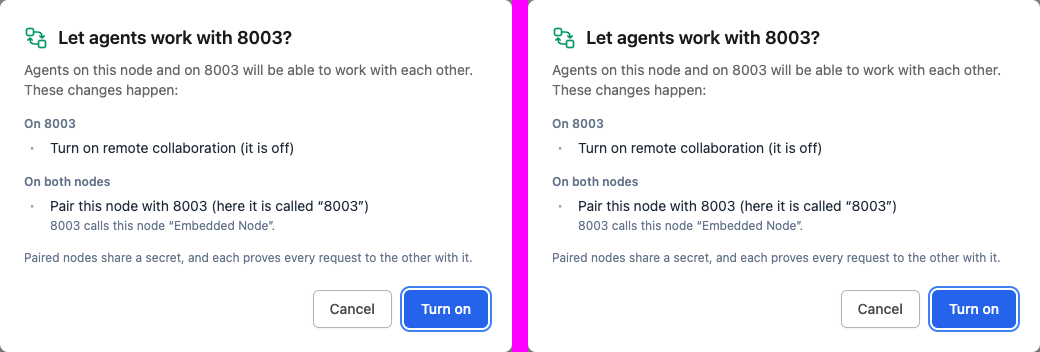 Let agents work with 8003?
Agents on this node and on 8003 will be able to work with each other.
These changes happen:
On 8003
· Turn on remote collaboration (it is off)
On both nodes
· Pair this node with 8003 (here it is called “8003”)
8003 calls this node “Embedded Node”.
Paired nodes share a secret, and each proves every request to the other with it.
Cancel
Turn on
Let agents work with 8003?
Agents on this node and on 8003 will be able to work with each other.
These changes happen:
On 8003
· Turn on remote collaboration (it is off)
On both nodes
· Pair this node with 8003 (here it is called “8003”)
8003 calls this node “Embedded Node”.
Paired nodes share a secret, and each proves every request to the other with it.
Cancel
Turn on